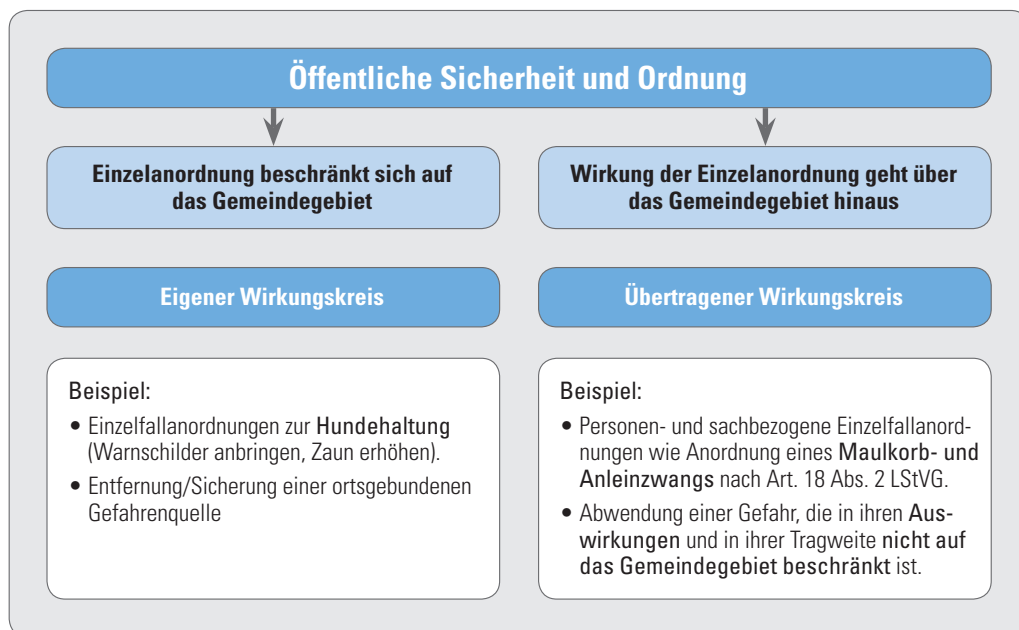 Öffentliche Sicherheit und Ordnung
Einzelanordnung beschränkt sich auf
das Gemeindegebiet
Wirkung der Einzelanordnung geht über
das Gemeindegebiet hinaus
Eigener Wirkungskreis
Übertragener Wirkungskreis
Beispiel:
• Einzelfallanordnungen zur Hundehaltung
(Warnschilder anbringen, Zaun erhöhen).
• Entfernung/Sicherung einer ortsgebundenen
Gefahrenquelle
Beispiel:
• Personen- und sachbezogene Einzelfallanord-
nungen wie Anordnung eines Maulkorb- und
Anleinzwangs nach Art. 18 Abs. 2 LStVG.
• Abwendung einer Gefahr, die in ihren Aus-
wirkungen und in ihrer Tragweite nicht auf
das Gemeindegebiet beschränkt ist.